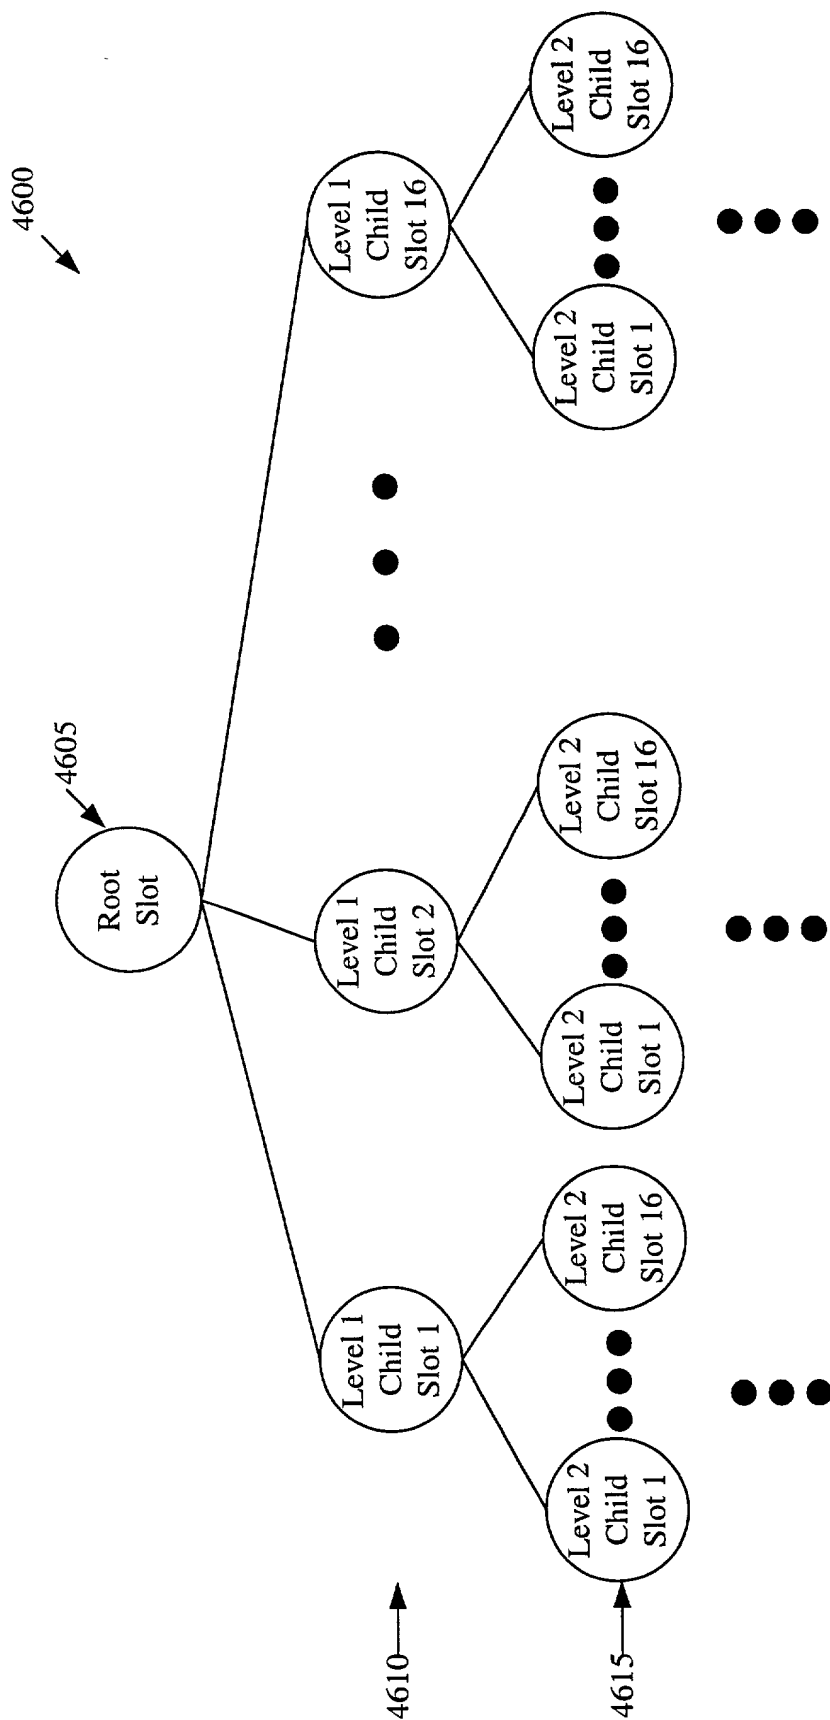 4600
4605
Root
Slot
4610
Level 1
Child
Slot 1
Level 1
Child
Slot 2
Level 1
Child
Slot 16
4615
Level 2
Child
Slot 1
Level 2
Child
Slot 16
Level 2
Child
Slot 1
Level 2
Child
Slot 16
Level 2
Child
Slot 1
Level 2
Child
Slot 16